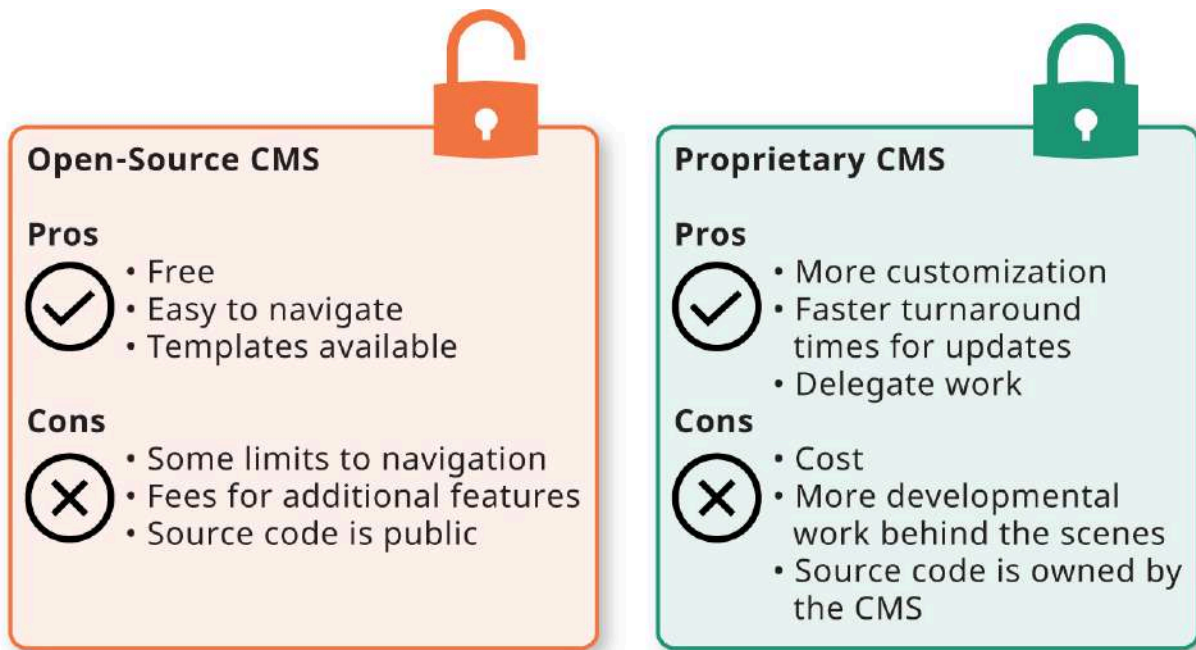 Open-Source CMS
Pros
• Free
• Easy to navigate
• Templates available
Cons
• Some limits to navigation
• Fees for additional features
• Source code is public
Proprietary CMS
Pros
• More customization
• Faster turnaround
times for updates
• Delegate work
Cons
• Cost
• More developmental
work behind the scenes
• Source code is owned by
the CMS